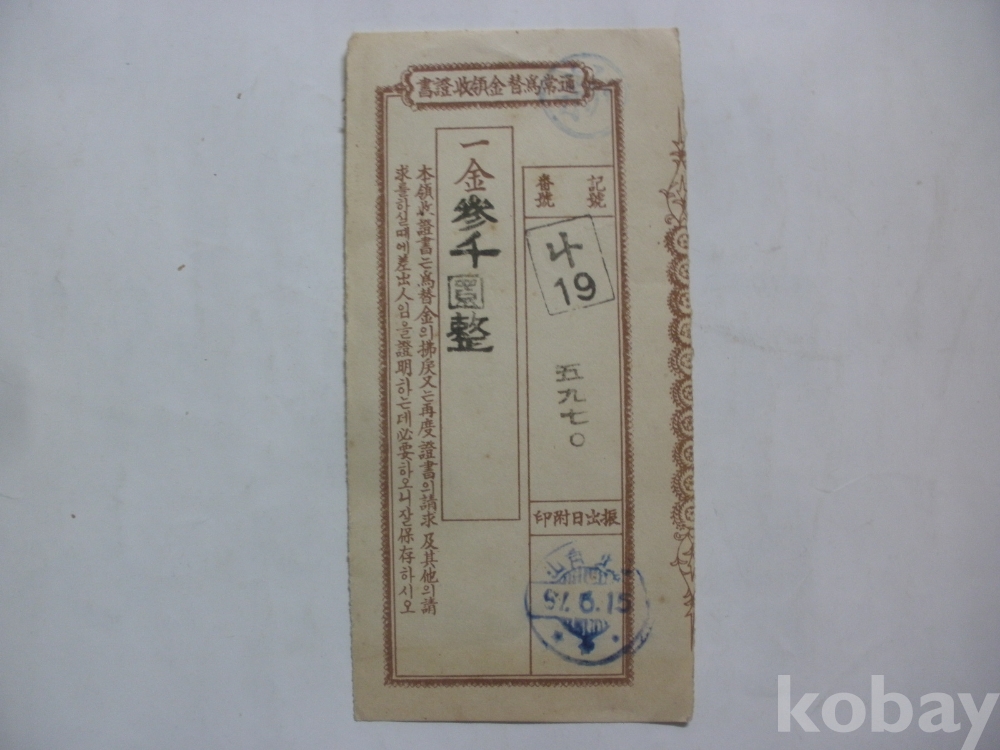 通常爲替金領收證書
記號
番號
나
19
五九七〇
振出日附印
5.15
一金參千圜整
本領收證書는爲替金의拂戾又는再度證書의請求及其他의請
求를하실때에差出人임을證明하는데必要하오니잘保存하시오
kobay